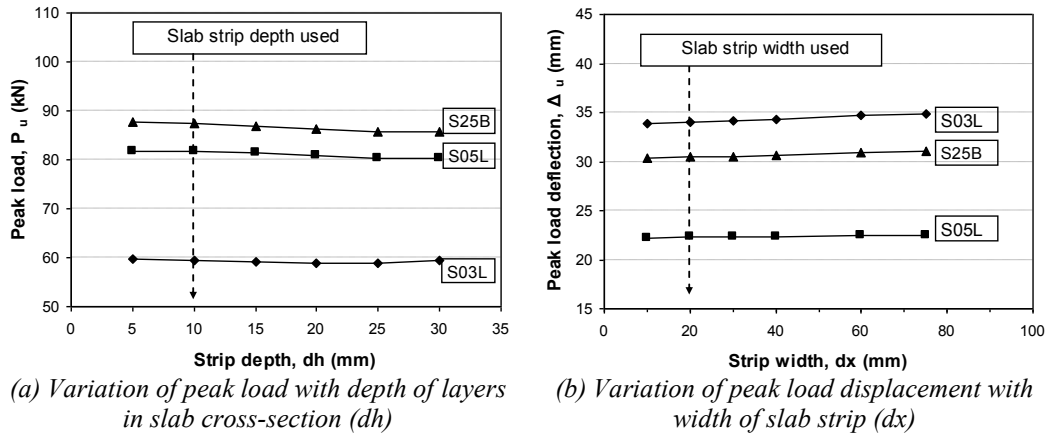 110
100
90
80
70
60
50
Peak load, P u (kN)
Slab strip depth used
S25B
S05L
S03L
0 5 10 15 20 25 30 35
Strip depth, dh (mm)
(a) Variation of peak load with depth of layers
in slab cross-section (dh)
45
40
35
30
25
20
15
Peak load deflection, Δ u (mm)
Slab strip width used
S03L
S25B
S05L
0 20 40 60 80 100
Strip width, dx (mm)
(b) Variation of peak load displacement with
width of slab strip (dx)